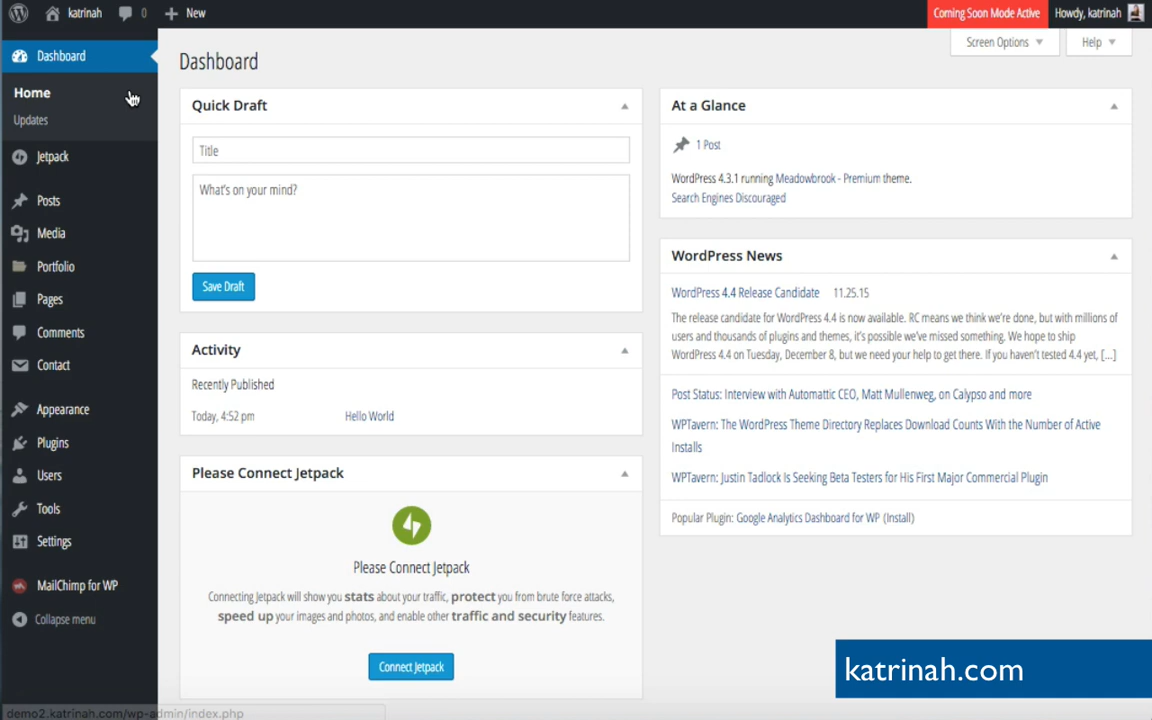 katrinah
0
New
Coming Soon Mode Active
Howdy, katrinah
Dashboard
Home
Updates
Jetpack
Posts
Media
Portfolio
Pages
Comments
Contact
Appearance
Plugins
Users
Tools
Settings
MailChimp for WP
Collapse menu
Screen Options
Help
Dashboard
Quick Draft
Title
What's on your mind?
Save Draft
Activity
Recently Published
Today, 4:52 pm
Hello World
Please Connect Jetpack
Please Connect Jetpack
Connecting Jetpack will show you stats about your traffic, protect you from brute force attacks,
speed up your images and photos, and enable other traffic and security features.
Connect Jetpack
At a Glance
1 Post
WordPress 4.3.1 running Meadowbrook - Premium theme.
Search Engines Discouraged
WordPress News
WordPress 4.4 Release Candidate 11.25.15
The release candidate for WordPress 4.4 is now available. RC means we think we're done, but with millions of
users and thousands of plugins and themes, it's possible we've missed something. We hope to ship
WordPress 4.4 on Tuesday, December 8, but we need your help to get there. If you haven't tested 4.4 yet, [...]
Post Status: Interview with Automattic CEO, Matt Mullenweg, on Calypso and more
WPTavern: The WordPress Theme Directory Replaces Download Counts With the Number of Active
Installs
WPTavern: Justin Tadlock Is Seeking Beta Testers for His First Major Commercial Plugin
Popular Plugin: Google Analytics Dashboard for WP (Install)
katrinah.com
demo2.katrinah.com/wp-admin/index.php